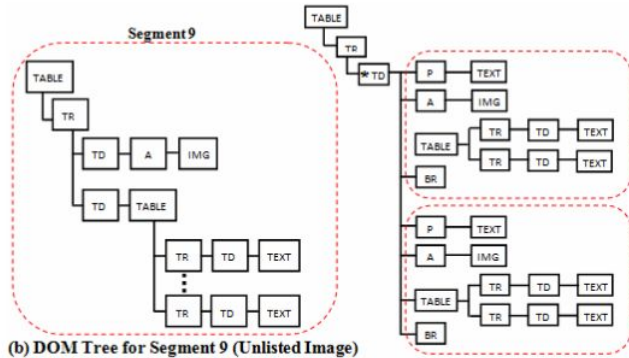 Segment 9
TABLE
TR
TD A IMG
TD TABLE
TR TD TEXT
TR TD TEXT
(b) DOM Tree for Segment 9 (Unlisted Image)
TABLE
TR
* TD
P TEXT
A IMG
TABLE TR TD TEXT
TR TD TEXT
BR
P TEXT
A IMG
TABLE TR TD TEXT
TR TD TEXT
BR